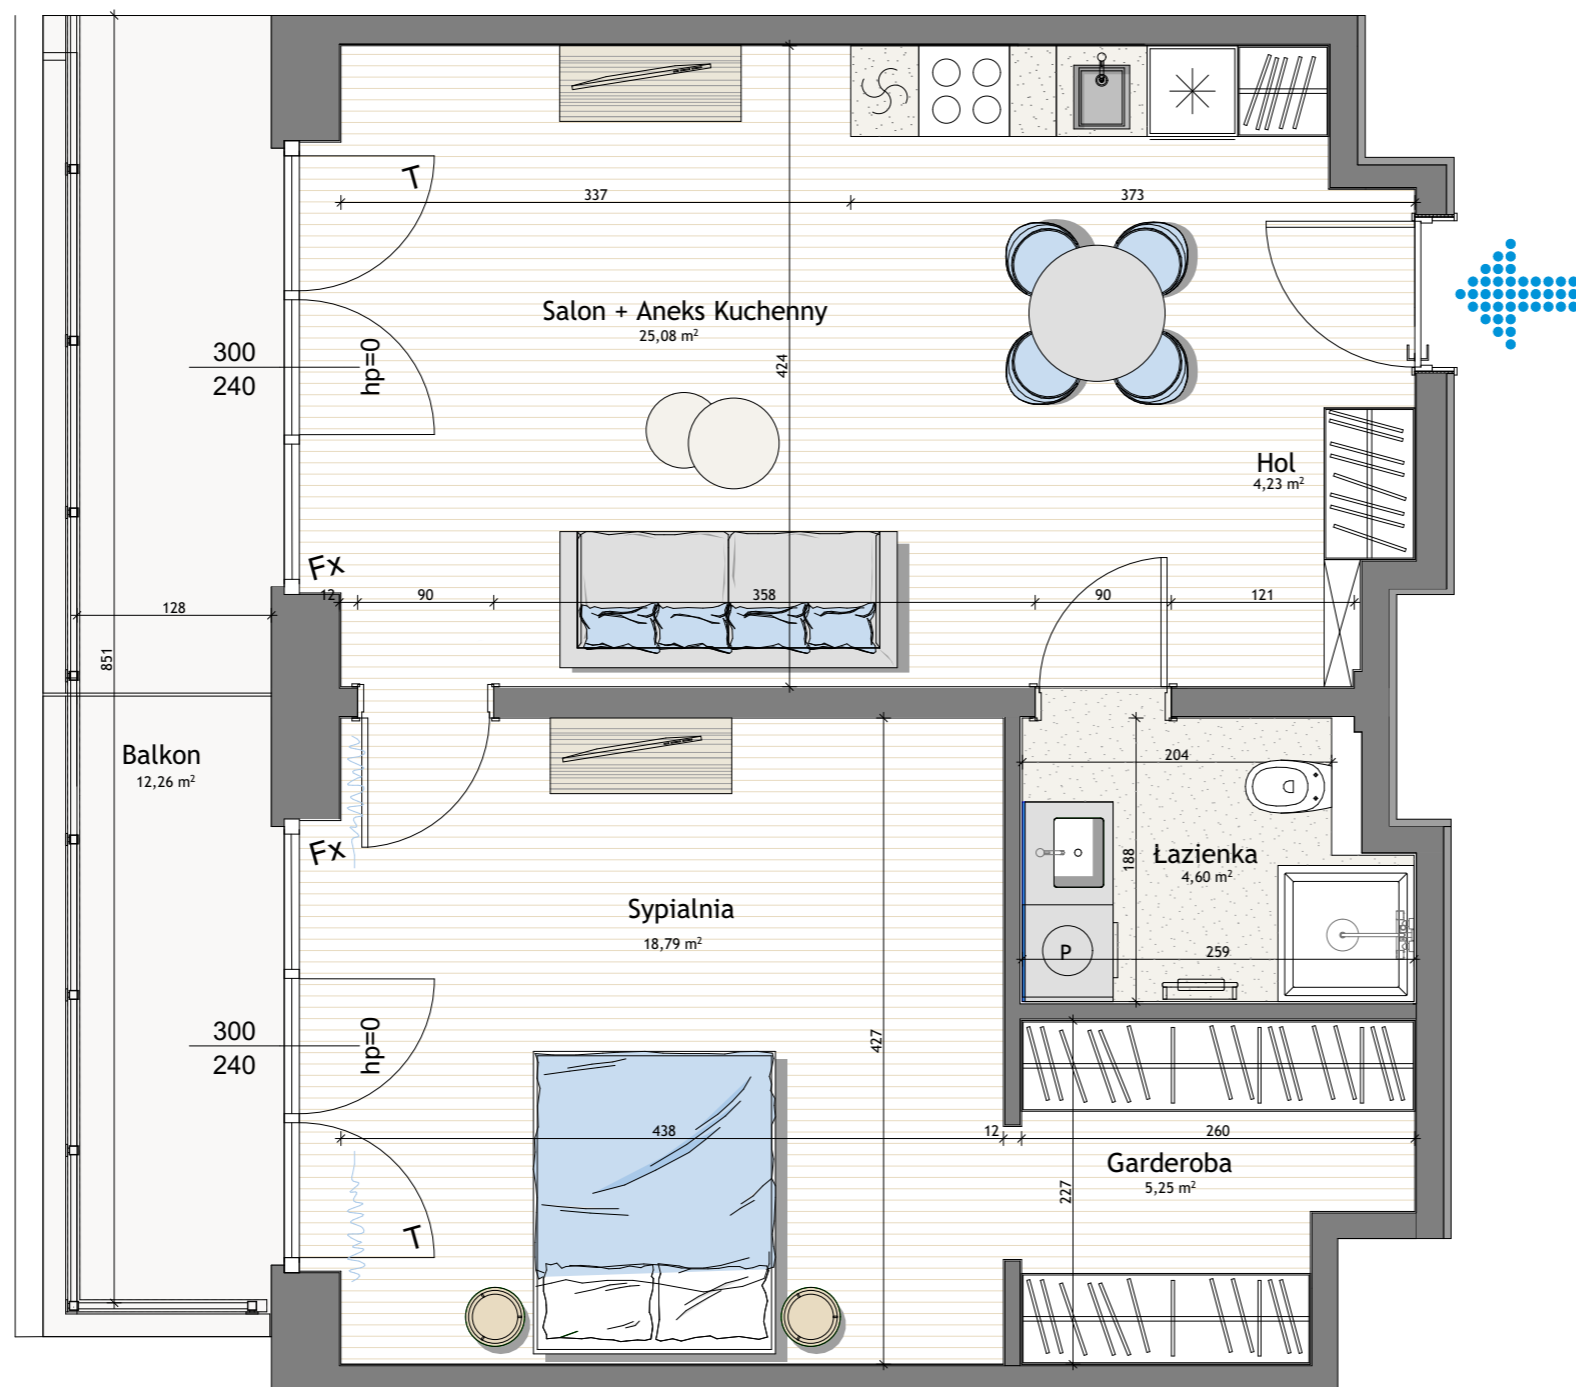 T
337
373
Salon + Aneks Kuchenny
25,08 m²
300
240
hp=0
424
Hol
4,23 m²
Fx
12
90
358
90
121
128
851
Balkon
12,26 m²
204
Fx
188
Łazienka
4,60 m²
Sypialnia
18,79 m²
P
259
300
240
hp=0
427
438
12
260
Garderoba
5,25 m²
227
T